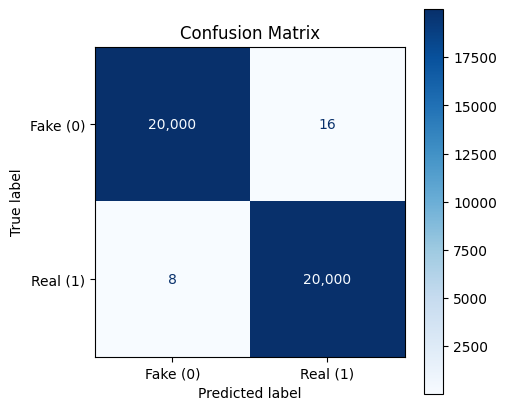 Confusion Matrix
True label
Fake (0)
20,000
16
Real (1)
8
20,000
Fake (0)
Real (1)
Predicted label
17500
15000
12500
10000
7500
5000
2500